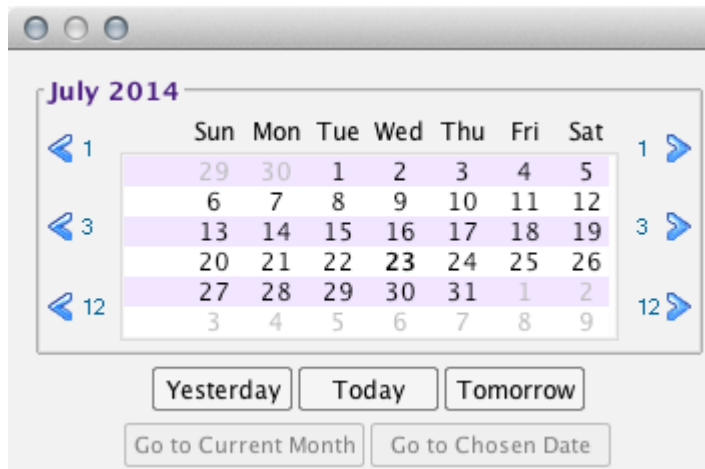 July 2014
Sun Mon Tue Wed Thu Fri Sat
1 1
29 30 1 2 3 4 5
6 7 8 9 10 11 12
3 13 14 15 16 17 18 19 3
20 21 22 23 24 25 26
12 27 28 29 30 31 1 2 12
3 4 5 6 7 8 9
Yesterday Today Tomorrow
Go to Current Month Go to Chosen Date